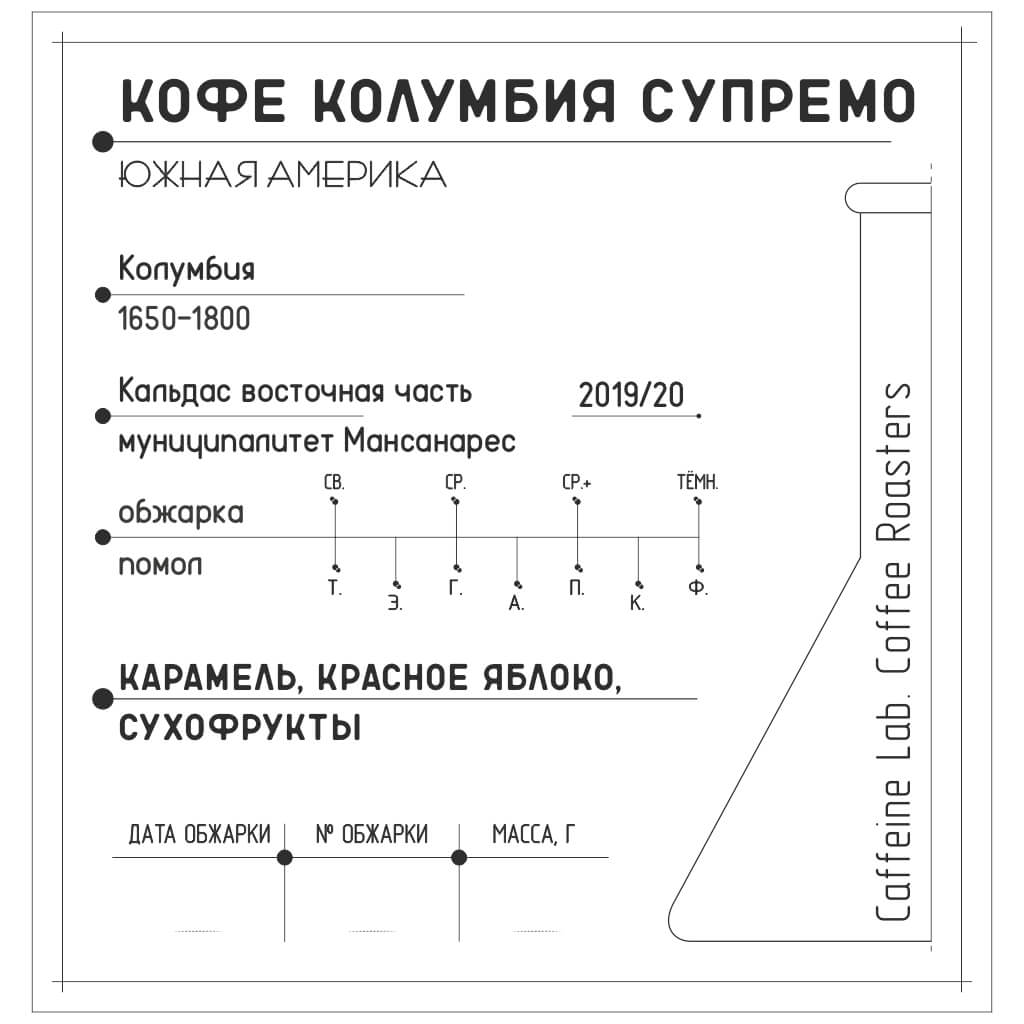 КОФЕ КОЛУМБИЯ СУПРЕМО
ЮЖНАЯ АМЕРИКА
Колумбия
1650-1800
Кальдас восточная часть
2019/20
муниципалитет Мансанарес
СВ. СР. СР.+ ТЁМН.
обжарка
помол
Т. Э. Г. А. П. К. Ф.
КАРАМЕЛЬ, КРАСНОЕ ЯБЛОКО,
СУХОФРУКТЫ
ДАТА ОБЖАРКИ № ОБЖАРКИ МАССА, Г
Caffeine Lab. Coffee Roasters